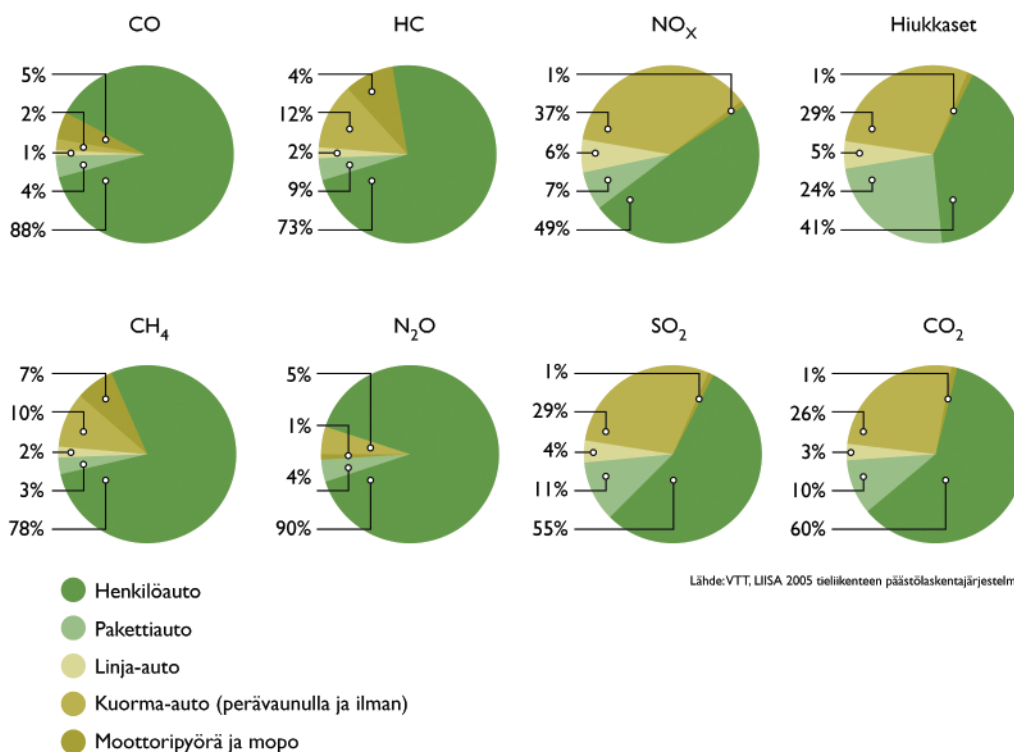 CO
5%
2%
1%
4%
88%
HC
4%
12%
2%
9%
73%
NOX
1%
37%
6%
7%
49%
Hiukkaset
1%
29%
5%
24%
41%
CH4
7%
10%
2%
3%
78%
N2O
5%
1%
4%
90%
SO2
1%
29%
4%
11%
55%
CO2
1%
26%
3%
10%
60%
Lähde: VTT, LIISA 2005 tieliikenteen päästölaskentajärjestelm
Henkilöauto
Pakettiauto
Linja-auto
Kuorma-auto (perävaunulla ja ilman)
Moottoripyörä ja mopo